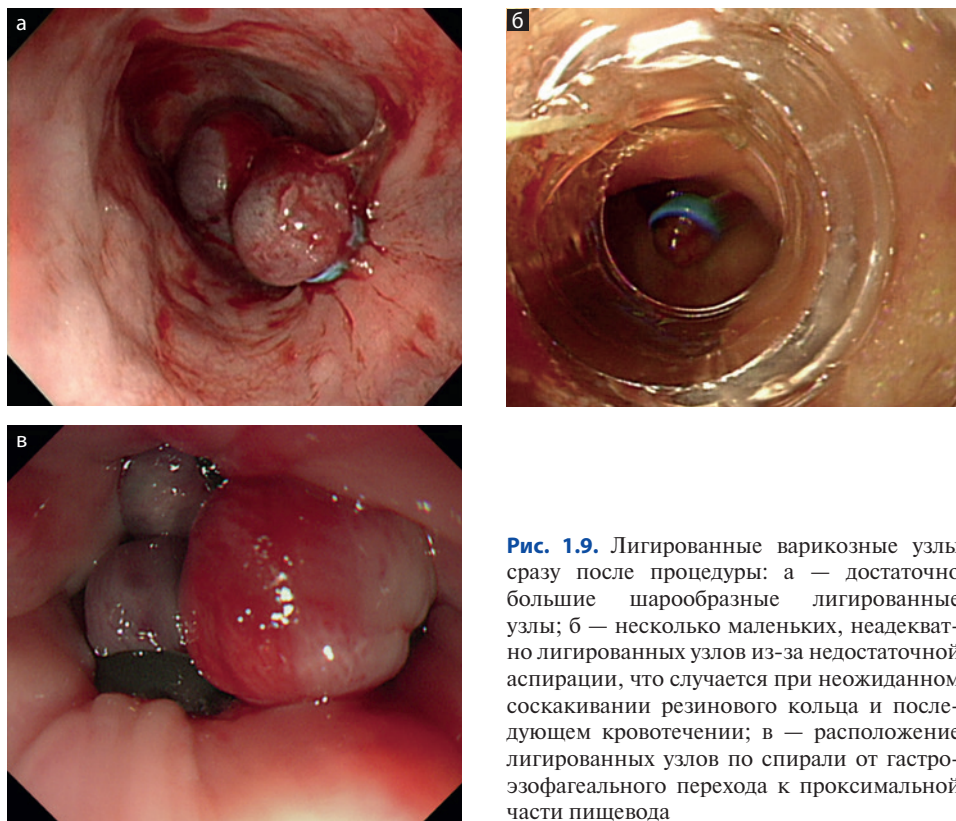 а
б
в
Рис. 1.9. Лигированные варикозные узлы
сразу после процедуры: а — достаточно
большие шарообразные лигированные
узлы; б — несколько маленьких, неадекват-
но лигированных узлов из-за недостаточной
аспирации, что случается при неожиданном
соскакивании резинового кольца и после-
дующем кровотечении; в — расположение
лигированных узлов по спирали от гастро-
эзофагеального перехода к проксимальной
части пищевода